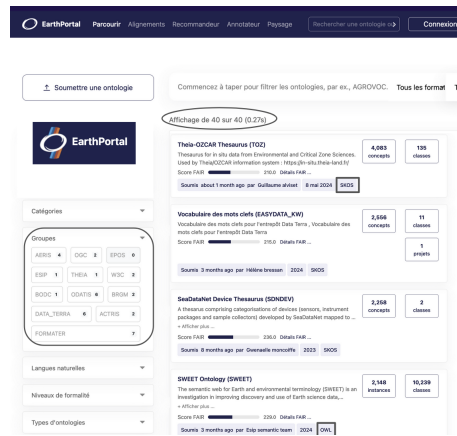 EarthPortal Parcourir Alignements Recommandeur Annotateur Paysage Rechercher une ontologie ou Connexion
Soumettre une ontologie
Commencez à taper pour filtrer les ontologies, par ex., AGROVOC. Tous les format
Affichage de 40 sur 40 (0.27s)
EarthPortal
Catégories
Groupes
AERIS 4 OGC 2 EPOS 0
ESIP 1 THEIA 1 W3C 3
BODC 1 ODATIS 6 BRGM 2
DATA_TERRA 6 ACTRIS 2
FORMATER 7
Langues naturelles
Niveaux de formalité
Types d'ontologies
Theia-OZCAR Thesaurus (TOZ)
Thesaurus for in situ data from Environmental and Critical Zone Sciences.
Used by Theia/OZCAR information system : https://in-situ.theia-land.fr/
Score FAIR 210.0 Détails FAIR ...
Soumis about 1 month ago par Guillaume alviset 9 mai 2024 SKOS
4,083 concepts
135 classes
Vocabulaire des mots clefs (EASYDATA_KW)
Vocabulaire des mots clefs pour l'entrepôt Data Terra , Vocabulaire des
mots clefs pour l'entrepôt Data Terra
Score FAIR 215.0 Détails FAIR ...
Soumis 3 months ago par Hélène bressan 2024 SKOS
2,556 concepts
11 classes
1 projets
SeaDataNet Device Thesaurus (SDNDEV)
A thesaurus comprising categorisations of devices (sensors, instrument
packages and sample collectors) developed by SeaDataNet mapped to ...
+ Afficher plus ...
Score FAIR 236.0 Détails FAIR ...
Soumis 8 months ago par Gwenaelle moncoiffe 2023 SKOS
2,258 concepts
2 classes
SWEET Ontology (SWEET)
The semantic web for Earth and environmental terminology (SWEET) is an
investigation in improving discovery and use of Earth science data,...
+ Afficher plus ...
Score FAIR 229.0 Détails FAIR ...
Soumis 3 months ago par Esip semantic team 2024 OWL
2,148 instances
10,239 classes